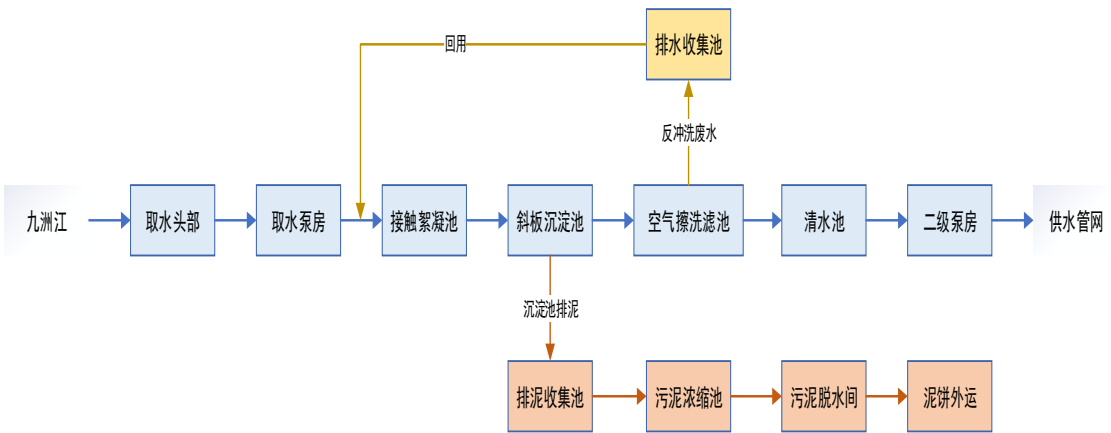 排水收集池
回用
反冲洗废水
九洲江
取水头部
取水泵房
接触絮凝池
斜板沉淀池
空气擦洗滤池
清水池
二级泵房
供水管网
沉淀池排泥
排泥收集池
污泥浓缩池
污泥脱水间
泥饼外运